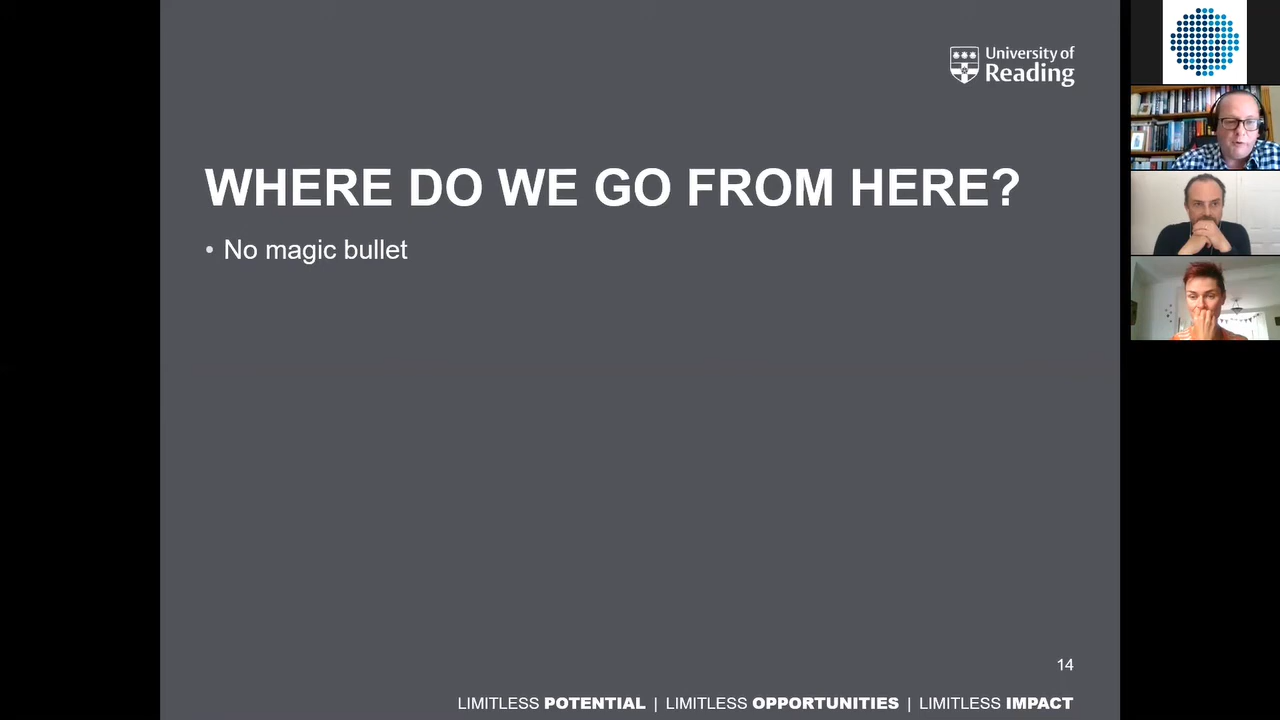 University of
Reading
WHERE DO WE GO FROM HERE?
• No magic bullet
14
LIMITLESS POTENTIAL | LIMITLESS OPPORTUNITIES | LIMITLESS IMPACT